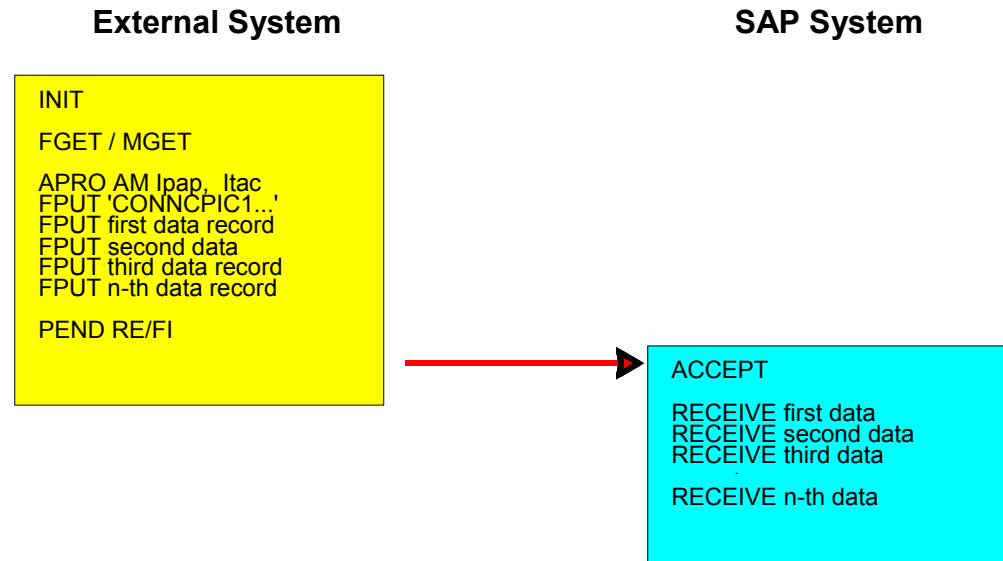 External System
SAP System
INIT
FGET / MGET
APRO AM lpap, ltac
FPUT 'CONNCPIC1...'
FPUT first data record
FPUT second data
FPUT third data record
FPUT n-th data record
PEND RE/FI
ACCEPT
RECEIVE first data
RECEIVE second data
RECEIVE third data
.
RECEIVE n-th data